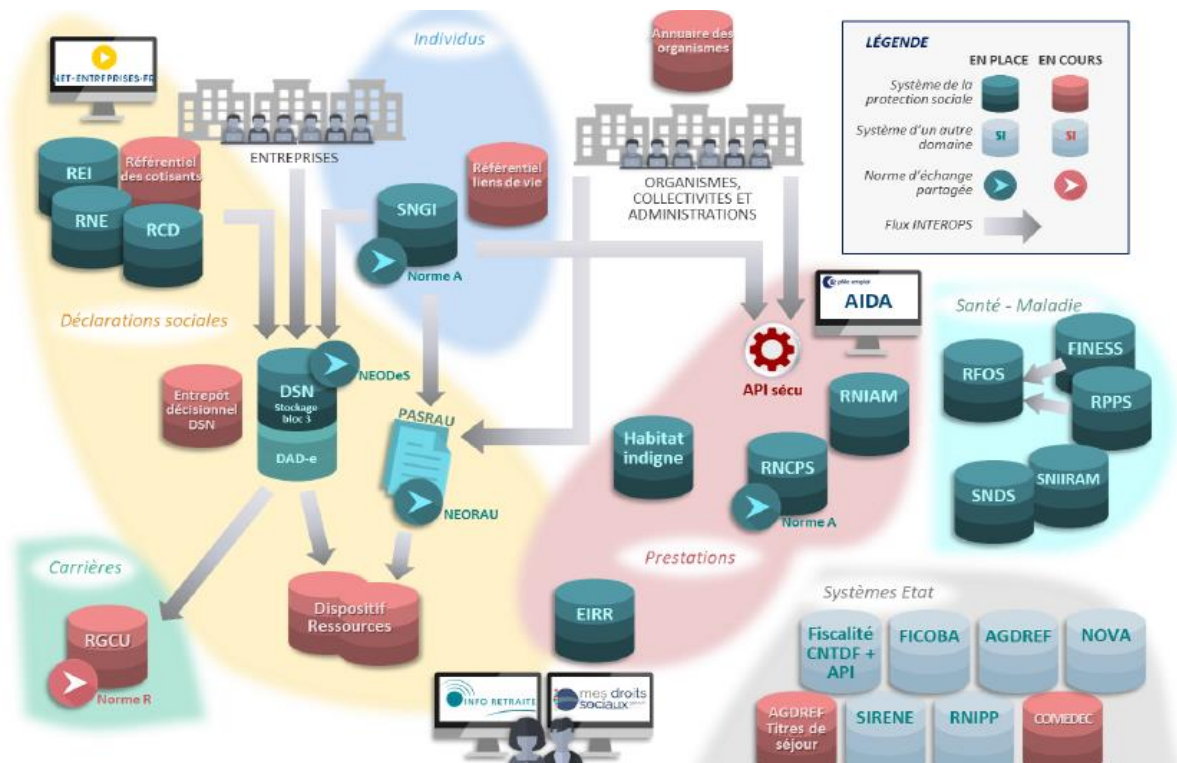 Individus
Annuaire des
organismes
LÉGENDE
EN PLACE
EN COURS
Système de la
protection sociale
Système d'un autre
domaine
SI
SI
Norme d'échange
partagée
Flux INTEROPS
NET-ENTREPRISES·FR
ENTREPRISES
REI
Référentiel
des cotisants
RNE
RCD
SNGI
Norme A
Référentiel
liens de vie
ORGANISMES,
COLLECTIVITES ET
ADMINISTRATIONS
Déclarations sociales
DSN
Stockage
bloc 3
DAD-e
NEODeS
Entrepôt
décisionnel
DSN
PASRAU
NEORAU
pôle emploi
AIDA
API sécu
RNIAM
Habitat
indigne
RNCPS
Norme A
Prestations
Santé - Maladie
FINESS
RFOS
RPPS
SNIIRAM
SNDS
Carrières
RGCU
Norme R
Dispositif
Ressources
EIRR
INFO RETRAITE
mes droits
sociaux
Systèmes Etat
Fiscalité
CNTDF +
API
FICOBA
AGDREF
NOVA
AGDREF
Titres de
séjour
SIRENE
RNIPP
COMEDEC